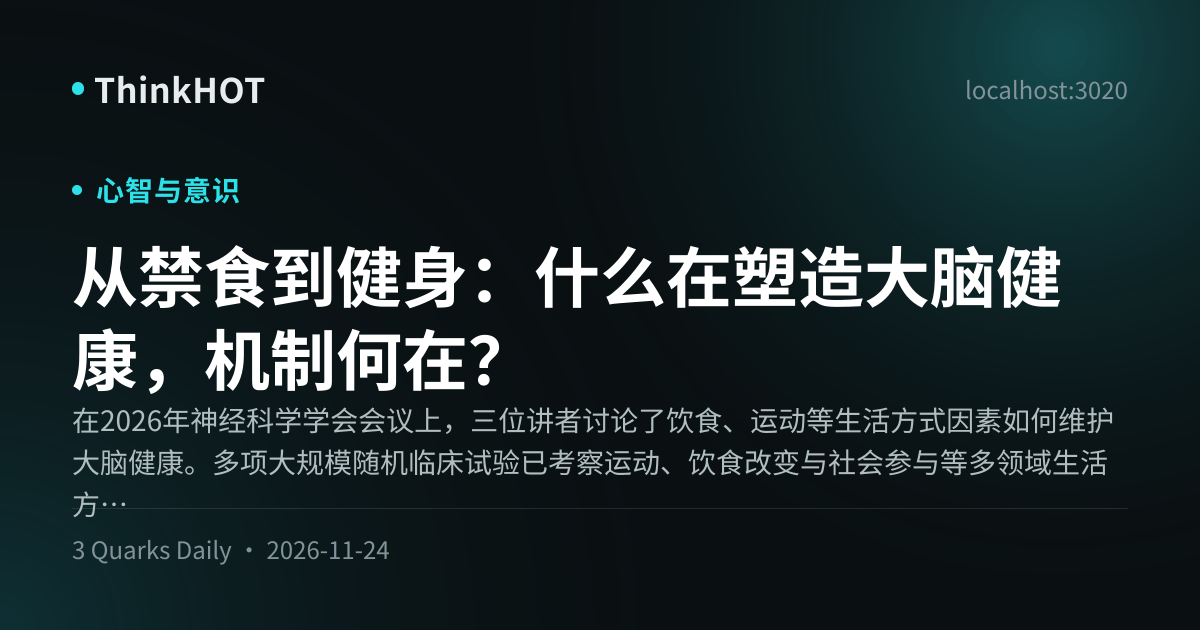 ThinkHOT
localhost:3020
心智与意识
从禁食到健身：什么在塑造大脑健
康，机制何在？
在2026年神经科学学会会议上，三位讲者讨论了饮食、运动等生活方式因素如何维护
大脑健康。多项大规模随机临床试验已考察运动、饮食改变与社会参与等多领域生活
方…
3 Quarks Daily • 2026-11-24